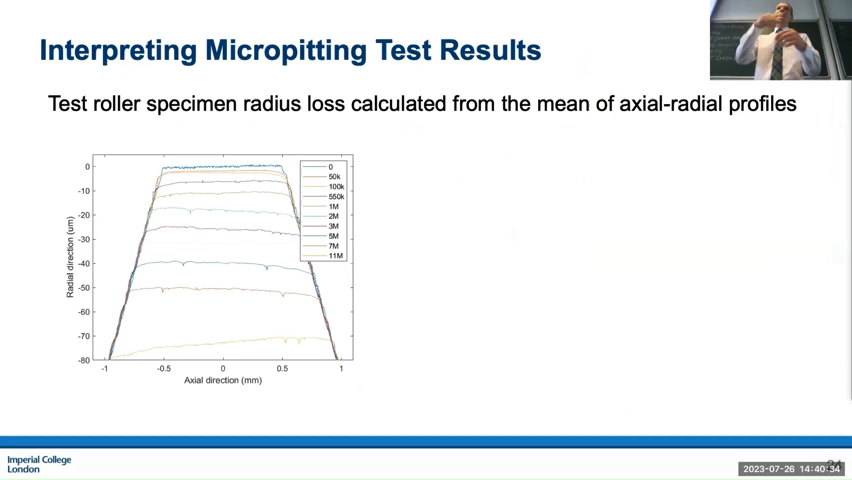 Interpreting Micropitting Test Results
Test roller specimen radius loss calculated from the mean of axial-radial profiles
0
-10
-20
-30
-40
-50
-60
-70
-80
Radial direction (um)
0
50k
100k
550k
1M
2M
3M
5M
7M
11M
-1
-0.5
0
0.5
1
Axial direction (mm)
Imperial College
London
2023-07-26 14:40:34